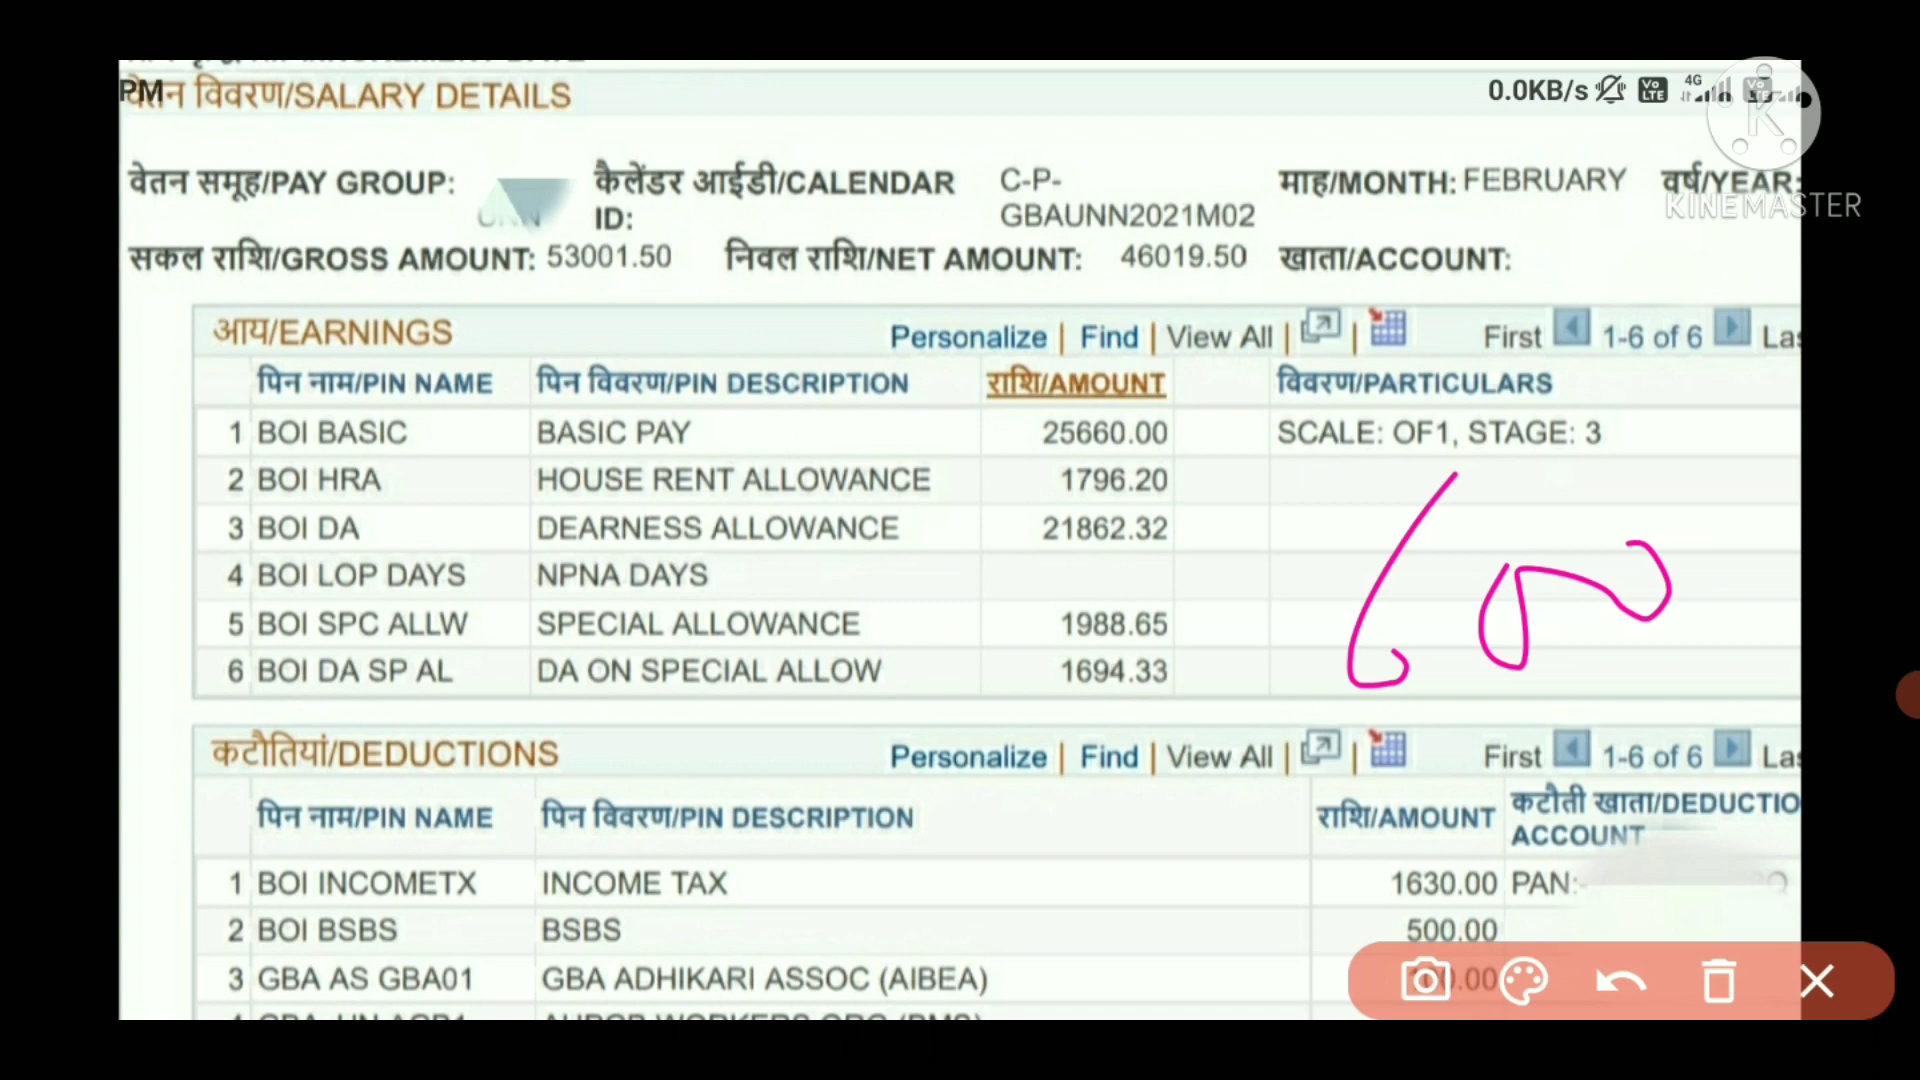 PM
वेतन विवरण/SALARY DETAILS
0.0KB/s Vo LTE 4G
वेतन समूह/PAY GROUP: कैलेंडर आईडी/CALENDAR ID: C-P-GBAUNN2021M02 माह/MONTH: FEBRUARY वर्ष/YEAR:
KINEMASTER
सकल राशि/GROSS AMOUNT: 53001.50 निवल राशि/NET AMOUNT: 46019.50 खाता/ACCOUNT:
आय/EARNINGS Personalize | Find | View All | | First 1-6 of 6
पिन नाम/PIN NAME पिन विवरण/PIN DESCRIPTION राशि/AMOUNT विवरण/PARTICULARS
1 BOI BASIC BASIC PAY 25660.00 SCALE: OF1, STAGE: 3
2 BOI HRA HOUSE RENT ALLOWANCE 1796.20
3 BOI DA DEARNESS ALLOWANCE 21862.32
4 BOI LOP DAYS NPNA DAYS
5 BOI SPC ALLW SPECIAL ALLOWANCE 1988.65
6 BOI DA SP AL DA ON SPECIAL ALLOW 1694.33
कटौतियां/DEDUCTIONS Personalize | Find | View All | | First 1-6 of 6
पिन नाम/PIN NAME पिन विवरण/PIN DESCRIPTION राशि/AMOUNT कटौती खाता/DEDUCTIO
ACCOUNT
1 BOI INCOMETX INCOME TAX 1630.00 PAN:-
2 BOI BSBS BSBS 500.00
3 GBA AS GBA01 GBA ADHIKARI ASSOC (AIBEA)